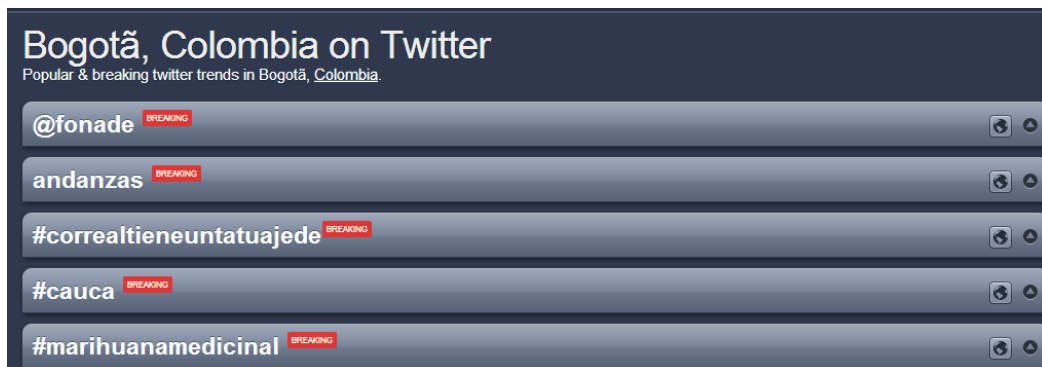 Bogotã, Colombia on Twitter
Popular & breaking twitter trends in Bogotã, Colombia.
@fonade BREAKING
andanzas BREAKING
#correaltieneuntatuajede BREAKING
#cauca BREAKING
#marihuanamedicinal BREAKING